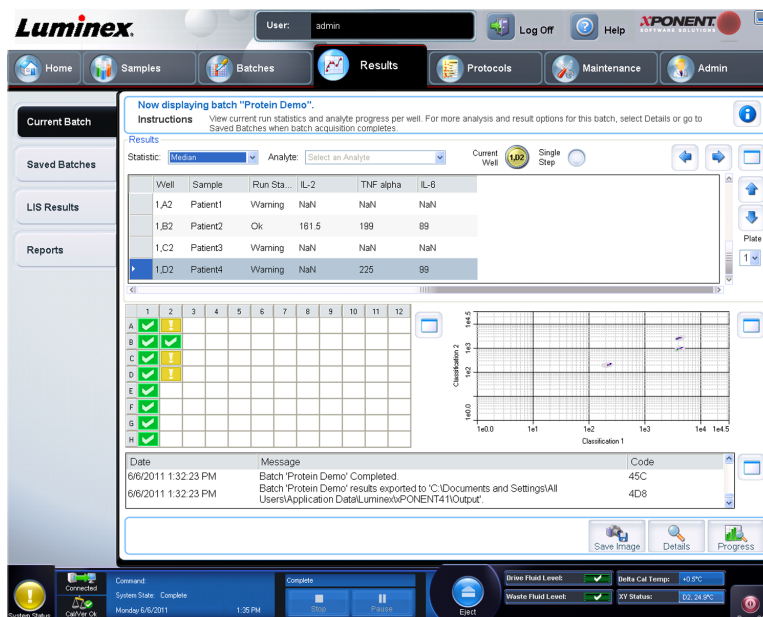 Luminex.
User: admin
Log Off
Help
XPONENT.
SOFTWARE SOLUTIONS
Home
Samples
Batches
Results
Protocols
Maintenance
Admin
Current Batch
Saved Batches
LIS Results
Reports
Now displaying batch "Protein Demo".
Instructions View current run statistics and analyte progress per well. For more analysis and result options for this batch, select Details or go to
Saved Batches when batch acquisition completes.
Results
Statistic: Median Analyte: Select an Analyte Current Well 1,D2 Single Step
Well Sample Run Sta... IL-2 TNF alpha IL-6
1,A2 Patient1 Warning NaN NaN NaN
1,B2 Patient2 Ok 161.5 199 89
1,C2 Patient3 Warning NaN NaN NaN
1,D2 Patient4 Warning NaN 225 99
Plate
1
1 2 3 4 5 6 7 8 9 10 11 12
A
B
C
D
E
F
G
H
Classification 2
1e4.5
1e4
1e3
1e2
1e0.0
1e0.0 1e1 1e2 1e3 1e4 1e4.5
Classification 1
Date Message Code
6/6/2011 1:32:23 PM Batch 'Protein Demo' Completed. 45C
6/6/2011 1:32:23 PM Batch 'Protein Demo' results exported to 'C:\Documents and Settings\All
Users\Application Data\Luminex\xPONENT41\Output'. 4D8
Save Image
Details
Progress
System Status
Connected
Cal/Ver Ok
Command:
System State: Complete
Monday 6/6/2011 1:35 PM
Complete
Stop
Pause
Eject
Drive Fluid Level:
Waste Fluid Level:
Delta Cal Temp: +0.5°C
XY Status: D2, 24.9°C